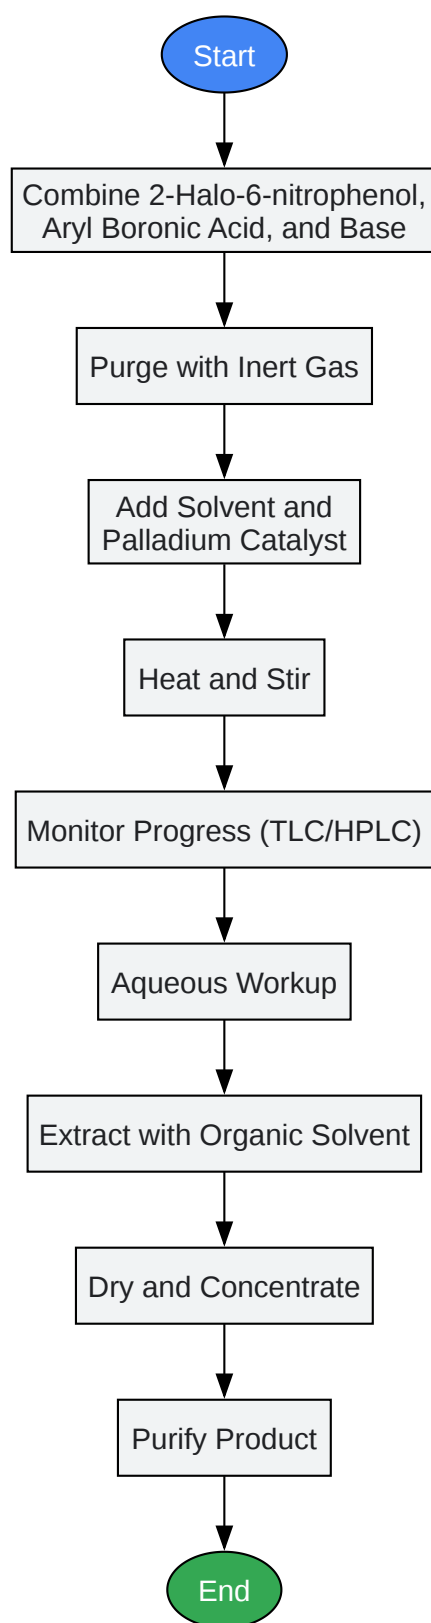 Start
Combine 2-Halo-6-nitrophenol,
Aryl Boronic Acid, and Base
Purge with Inert Gas
Add Solvent and
Palladium Catalyst
Heat and Stir
Monitor Progress (TLC/HPLC)
Aqueous Workup
Extract with Organic Solvent
Dry and Concentrate
Purify Product
End